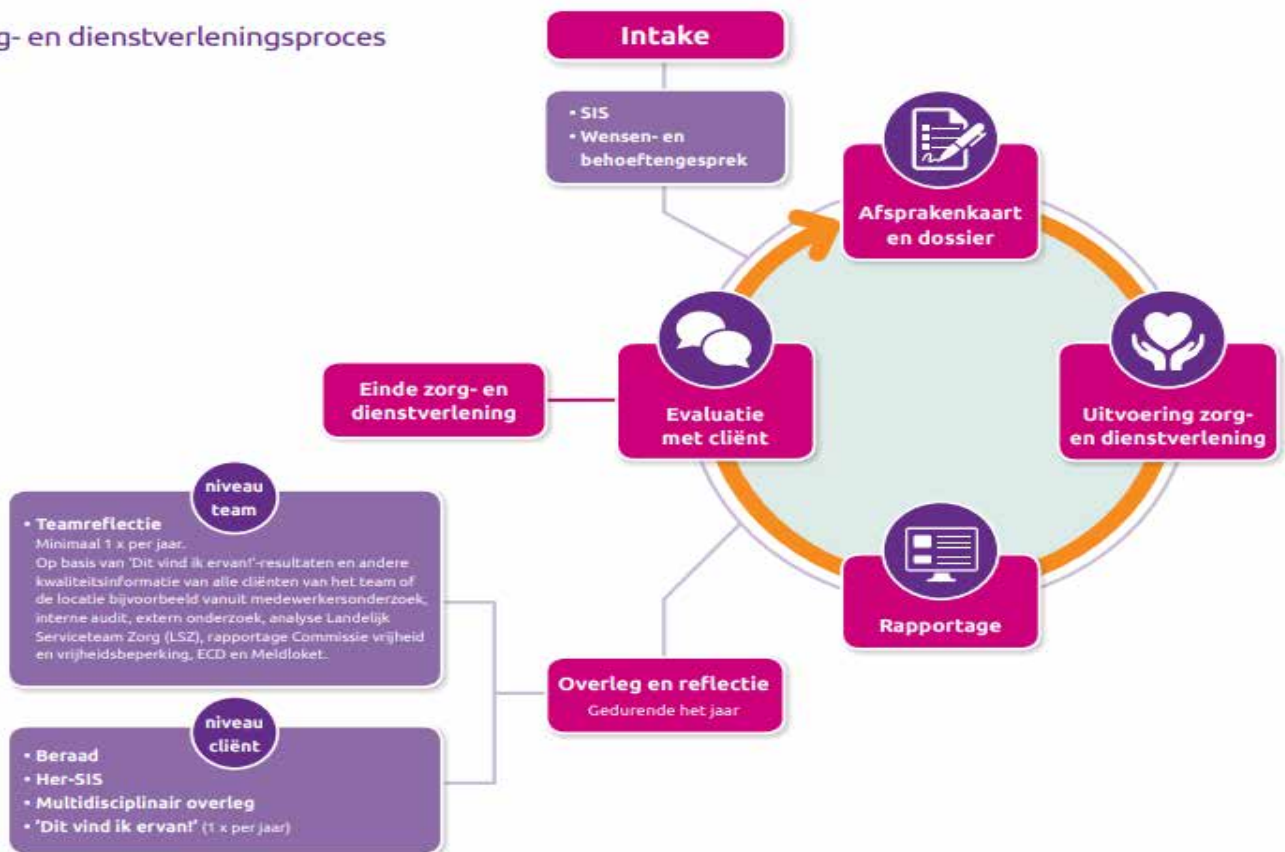 g- en dienstverleningsproces
Intake
• SIS
• Wensen- en
behoeftengesprek
Afsprakenkaart
en dossier
Uitvoering zorg-
en dienstverlening
Rapportage
Evaluatie
met cliënt
Einde zorg- en
dienstverlening
Overleg en reflectie
Gedurende het jaar
niveau
team
• Teamreflectie
Minimaal 1 x per jaar.
Op basis van 'Dit vind ik ervan!'-resultaten en andere
kwaliteitsinformatie van alle cliënten van het team of
de locatie bijvoorbeeld vanuit medewerkersonderzoek,
interne audit, extern onderzoek, analyse Landelijk
Serviceteam Zorg (LSZ), rapportage Commissie vrijheid
en vrijheidsbeperking, ECD en Meldloket.
niveau
cliënt
• Beraad
• Her-SIS
• Multidisciplinair overleg
• 'Dit vind ik ervan!' (1 x per jaar)